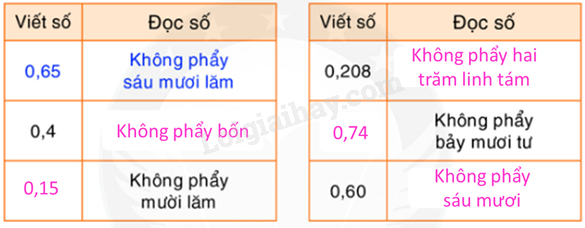 Viết số Đọc số
0,65 Không phẩy
sáu mươi lăm
0,4 Không phẩy bốn
0,15 Không phẩy
mười lăm
Viết số Đọc số
0,208 Không phẩy hai
trăm linh tám
0,74 Không phẩy
bảy mươi tư
0,60 Không phẩy
sáu mươi
Loigiaihay.com